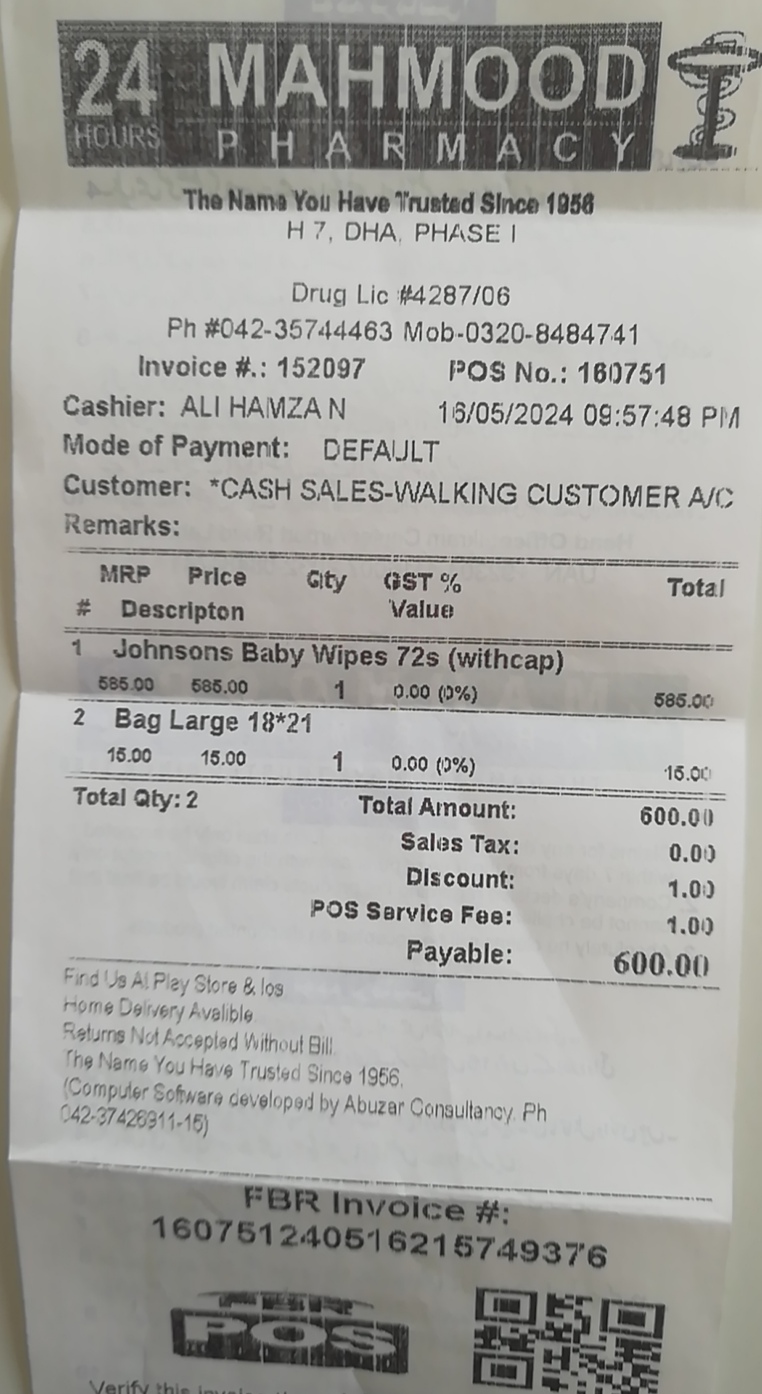 24 MAHMOOD
HOURS PHARMACY
The Name You Have Trusted Since 1956
H 7, DHA, PHASE I
Drug Lic #4287/06
Ph #042-35744463 Mob-0320-8484741
Invoice #.: 152097 POS No.: 160751
Cashier: ALI HAMZA N 16/05/2024 09:57:48 PM
Mode of Payment: DEFAULT
Customer: *CASH SALES-WALKING CUSTOMER A/C
Remarks:
MRP Price Qty GST % Total
# Descripton Value
1 Johnsons Baby Wipes 72s (withcap)
585.00 585.00 1 0.00 (0%) 585.00
2 Bag Large 18*21
15.00 15.00 1 0.00 (0%) 15.00
Total Qty: 2 Total Amount: 600.00
Sales Tax: 0.00
Discount: 1.00
POS Service Fee: 1.00
Payable: 600.00
Find Us At Play Store & Ios
Home Delivery Avalible
Returns Not Accepted Without Bill.
The Name You Have Trusted Since 1956.
(Computer Software developed by Abuzar Consultancy. Ph
042-37426911-15)
FBR Invoice #:
160751240516215749376
FBR
POS
Verify this